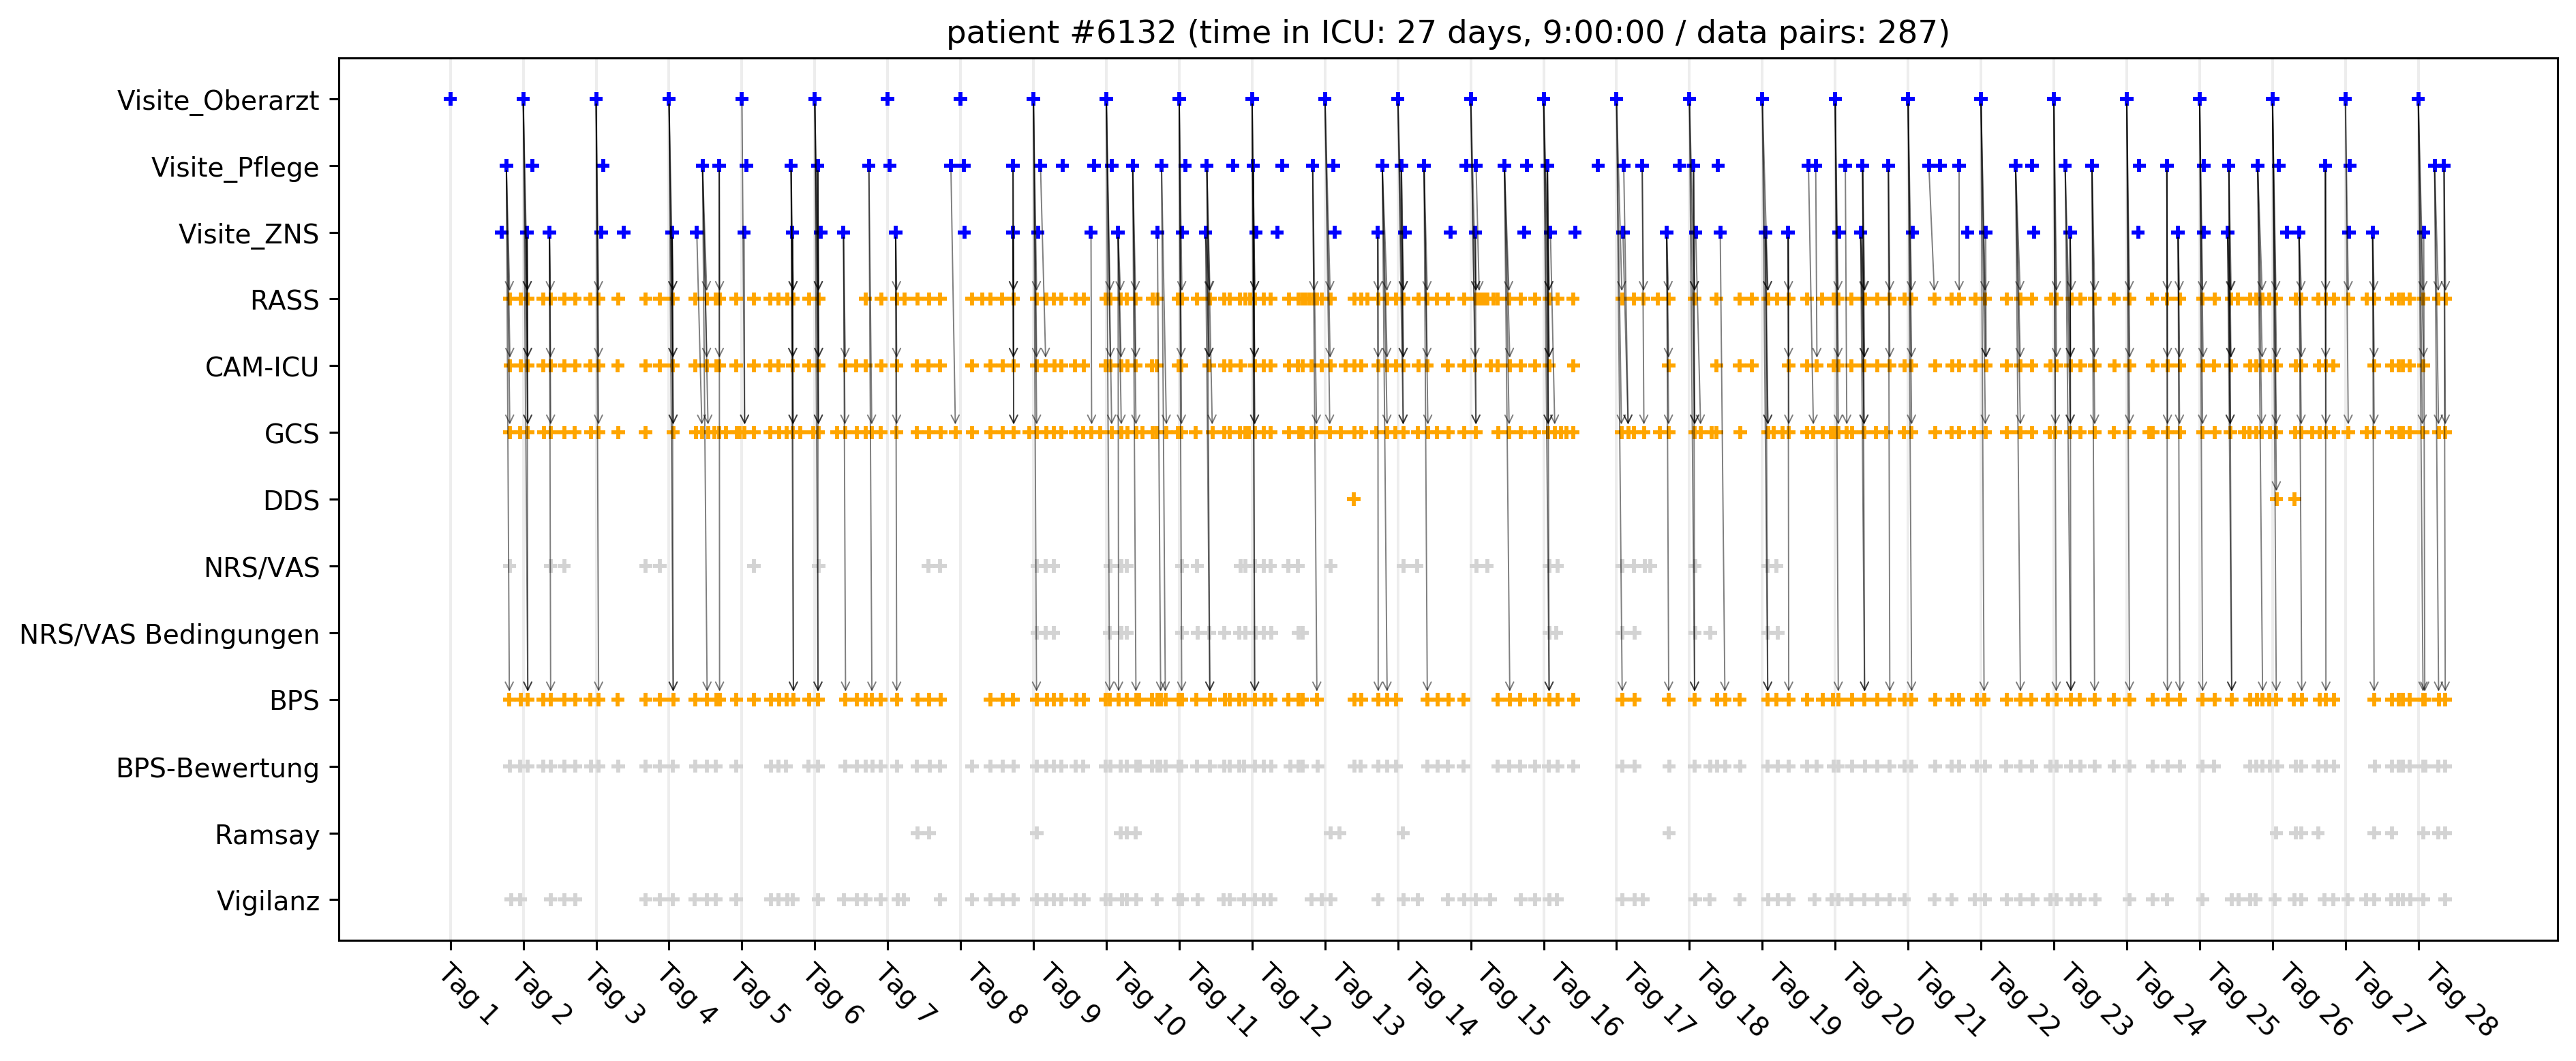 patient #6132 (time in ICU: 27 days, 9:00:00 / data pairs: 287)
Visite_Oberarzt
Visite_Pflege
Visite_ZNS
RASS
CAM-ICU
GCS
DDS
NRS/VAS
NRS/VAS Bedingungen
BPS
BPS-Bewertung
Ramsay
Vigilanz
Tag 1
Tag 2
Tag 3
Tag 4
Tag 5
Tag 6
Tag 7
Tag 8
Tag 9
Tag 10
Tag 11
Tag 12
Tag 13
Tag 14
Tag 15
Tag 16
Tag 17
Tag 18
Tag 19
Tag 20
Tag 21
Tag 22
Tag 23
Tag 24
Tag 25
Tag 26
Tag 27
Tag 28